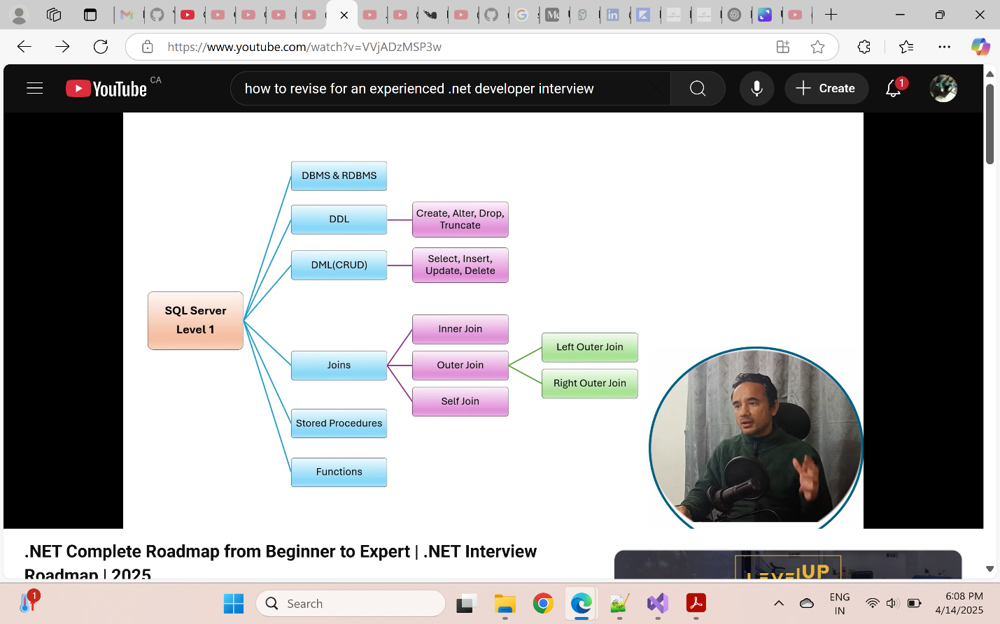 https://www.youtube.com/watch?v=VVjADzMSP3w
YouTube CA
how to revise for an experienced .net developer interview
Create
1
DBMS & RDBMS
DDL
Create, Alter, Drop,
Truncate
DML(CRUD)
Select, Insert,
Update, Delete
SQL Server
Level 1
Joins
Inner Join
Outer Join
Self Join
Left Outer Join
Right Outer Join
Stored Procedures
Functions
.NET Complete Roadmap from Beginner to Expert | .NET Interview
Roadmap | 2025
LEVELUP
1
Search
ENG
IN
6:08 PM
4/14/2025